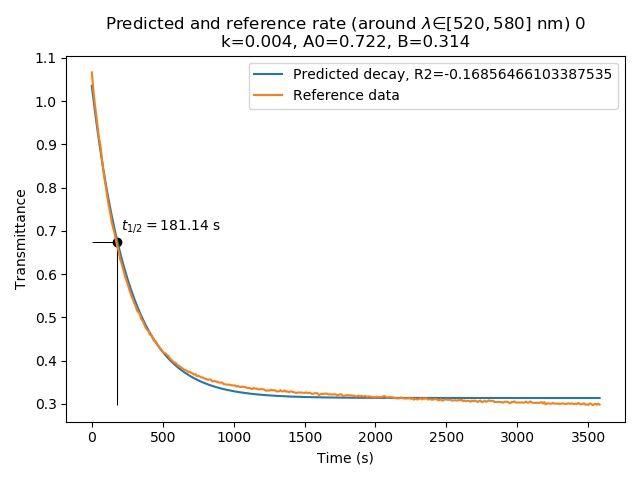 Predicted and reference rate (around λ∈[520, 580] nm) 0
k=0.004, A0=0.722, B=0.314
Predicted decay, R2=-0.16856466103387535
Reference data
t1/2 = 181.14 s
Transmittance
1.1
1.0
0.9
0.8
0.7
0.6
0.5
0.4
0.3
0 500 1000 1500 2000 2500 3000 3500
Time (s)